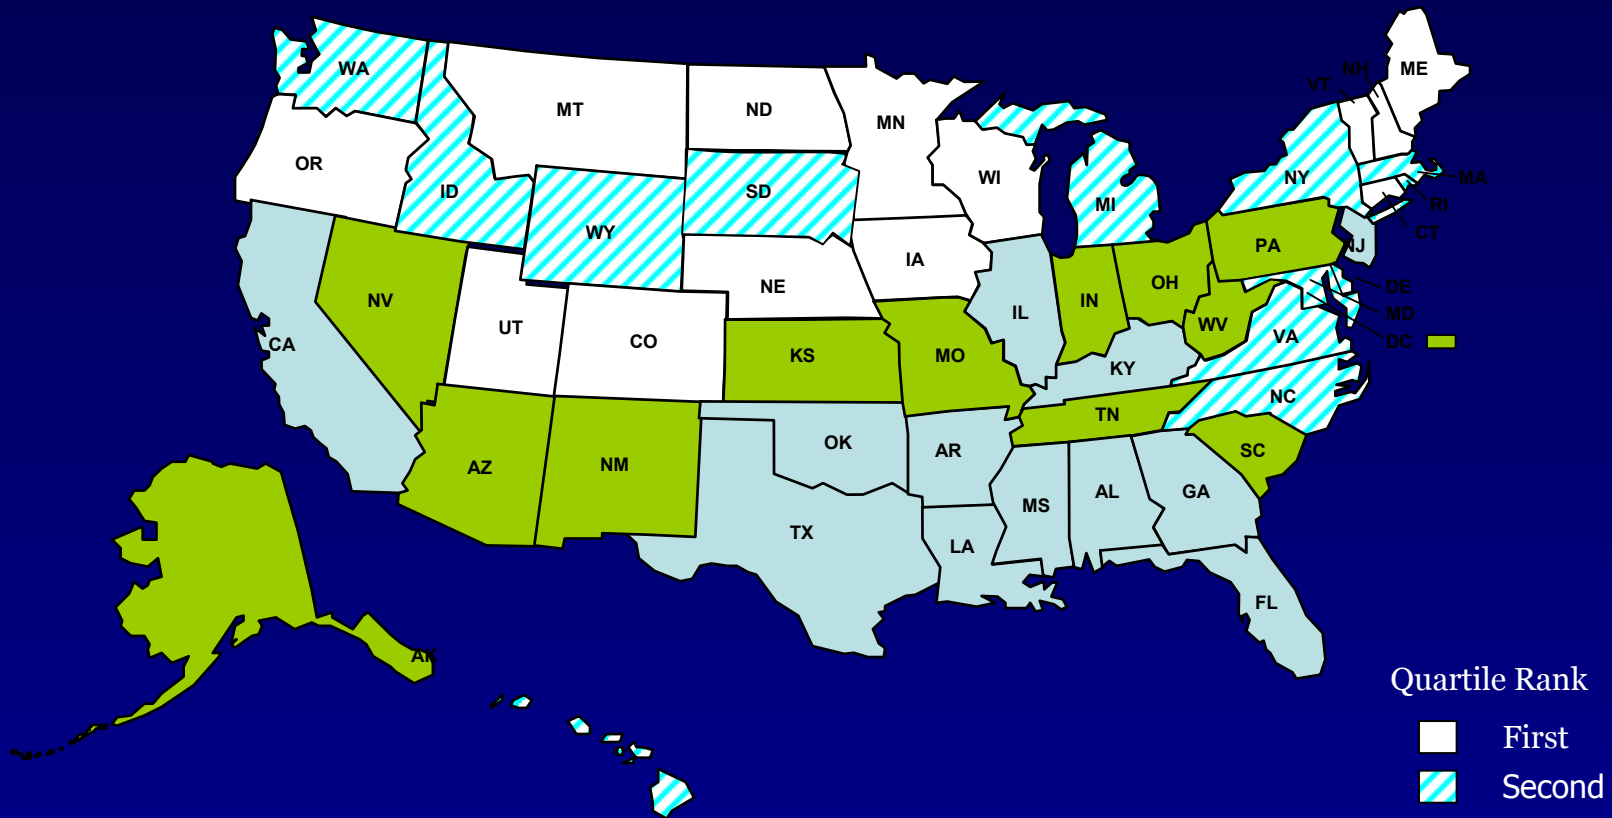 WA
MT
ND
MN
ME
NH
VT
OR
ID
SD
WI
MI
NY
MA
RI
CT
WY
NE
IA
PA
NJ
NV
UT
CO
KS
MO
IL
IN
OH
WV
DE
MD
DC
VA
CA
KY
NC
TN
AZ
NM
OK
AR
SC
MS
AL
GA
TX
LA
FL
AK
Quartile Rank
First
Second